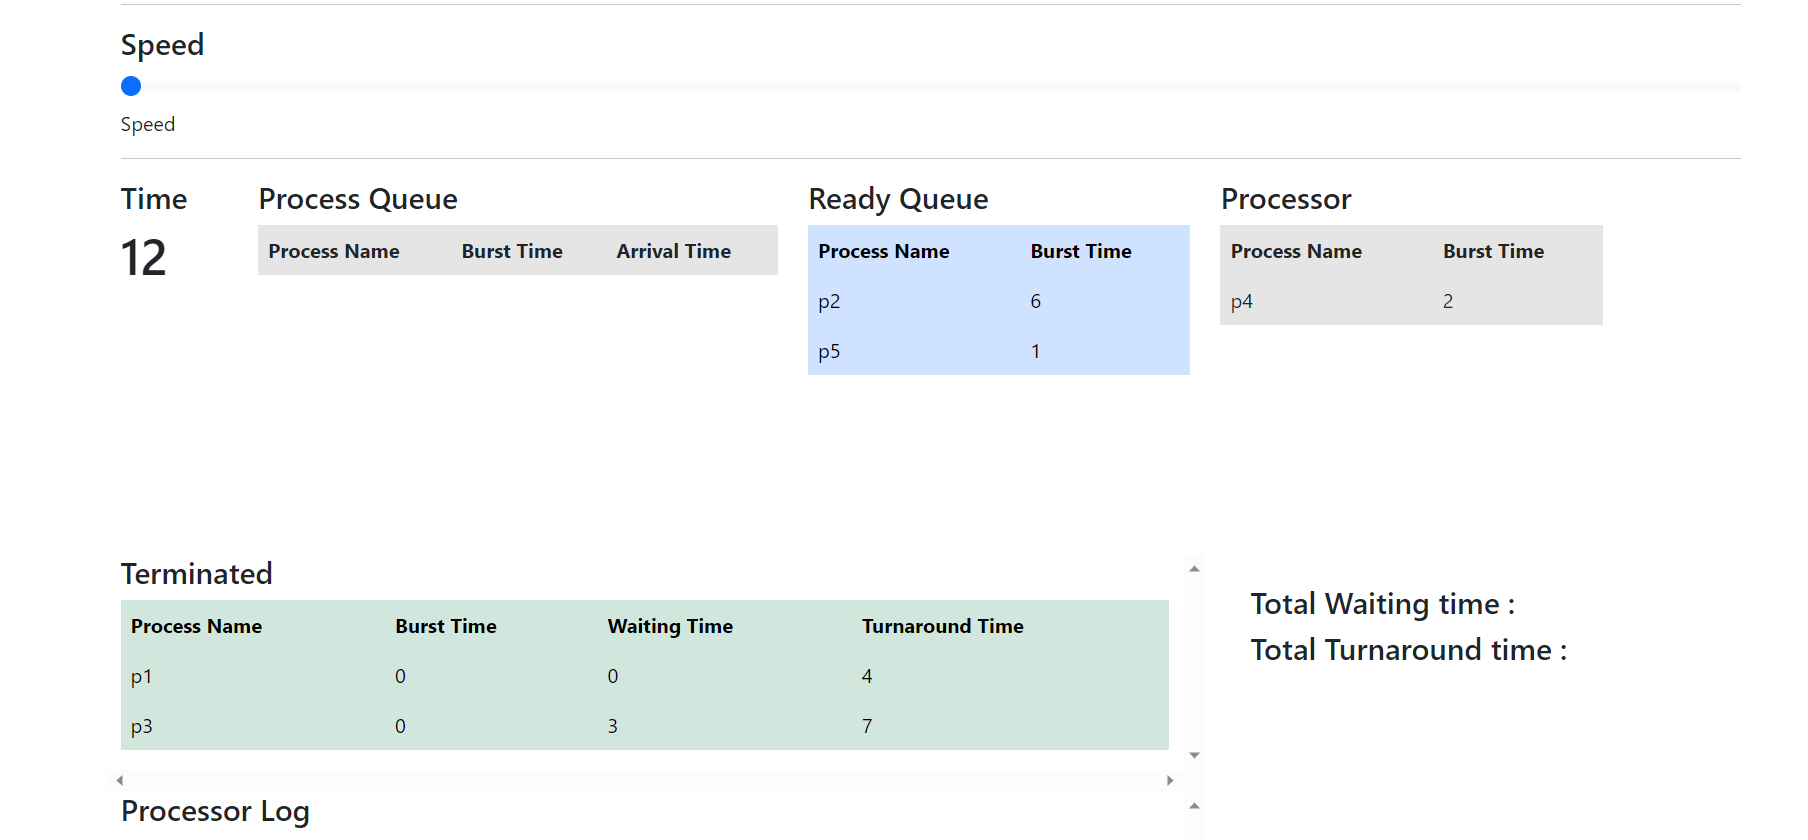 Speed
Speed
Time
12
Process Queue
Process Name Burst Time Arrival Time
Ready Queue
Process Name Burst Time
p2 6
p5 1
Processor
Process Name Burst Time
p4 2
Terminated
Process Name Burst Time Waiting Time Turnaround Time
p1 0 0 4
p3 0 3 7
Total Waiting time :
Total Turnaround time :
Processor Log